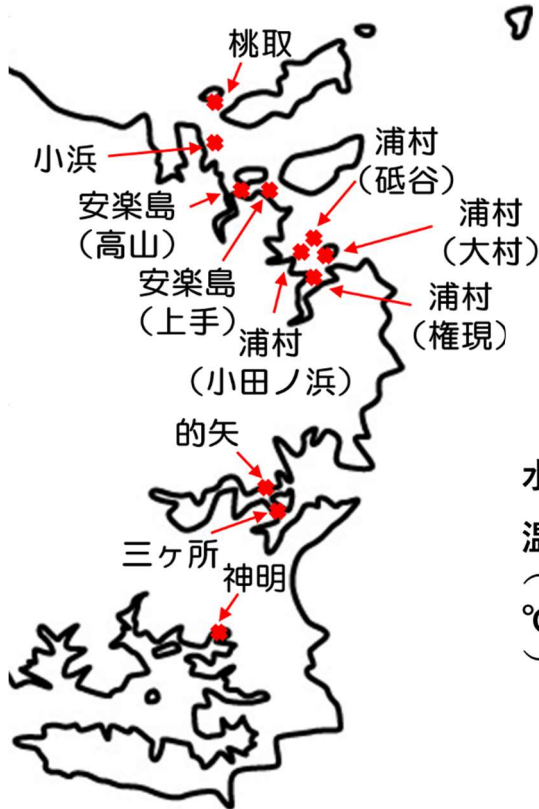 桃取
小浜
浦村
（砥谷）
安楽島
（高山）
浦村
（大村）
安楽島
（上手）
浦村
（権現）
浦村
（小田ノ浜）
的矢
三ヶ所
神明
水
温
（
℃
）